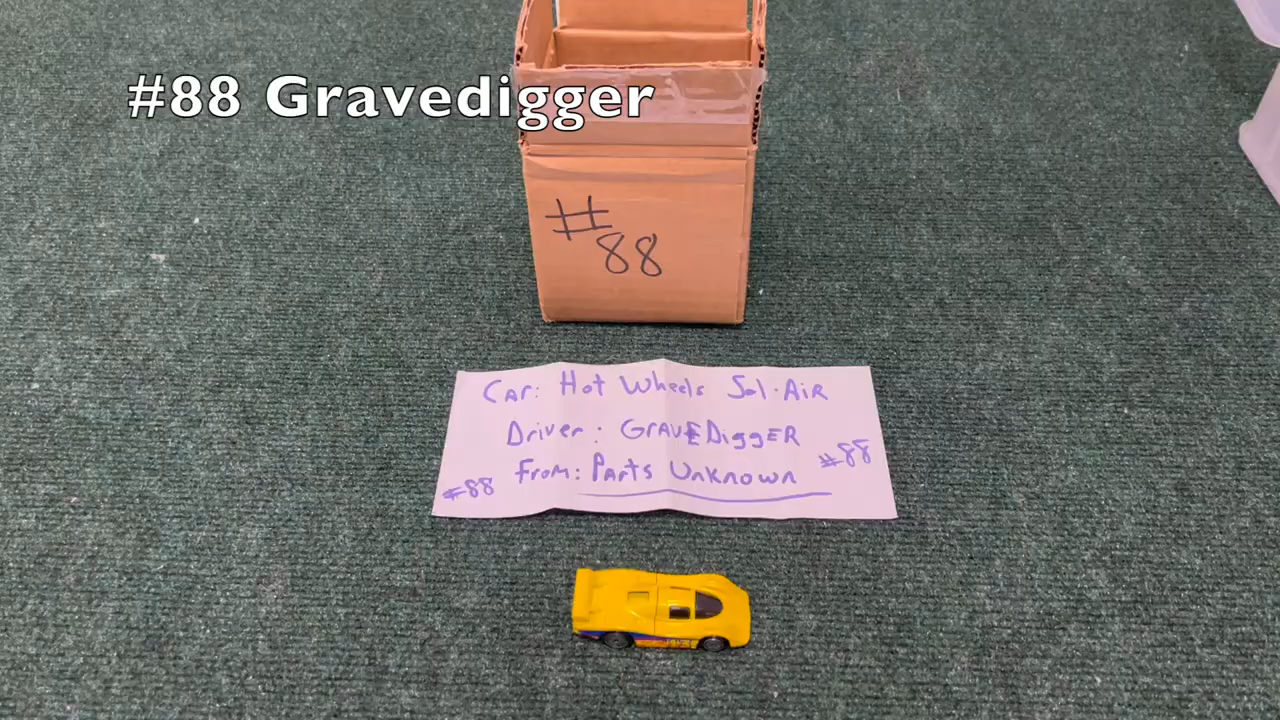 #88 Gravedigger
#
88
Car: Hot Wheels Sol-Air
Driver: GRAVEDiggER
From: Parts Unknown
#88
#88